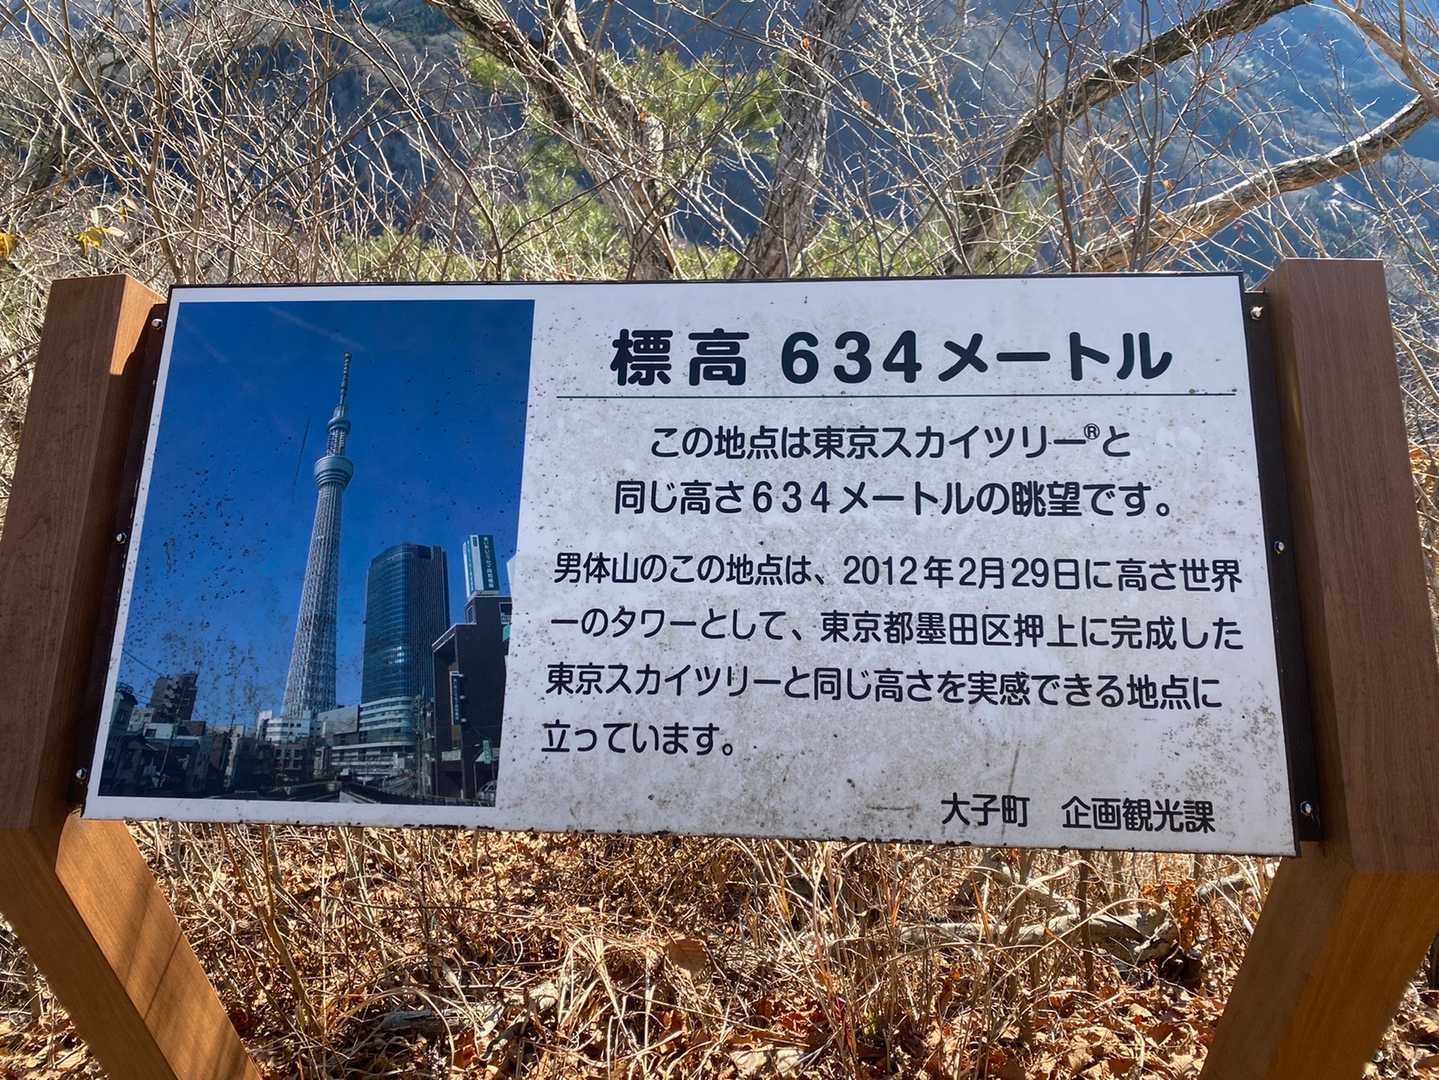 標高 634メートル
この地点は東京スカイツリー®と
同じ高さ634メートルの眺望です。
男体山のこの地点は、2012年2月29日に高さ世界
一のタワーとして、東京都墨田区押上に完成した
東京スカイツリーと同じ高さを実感できる地点に
立っています。
大子町 企画観光課